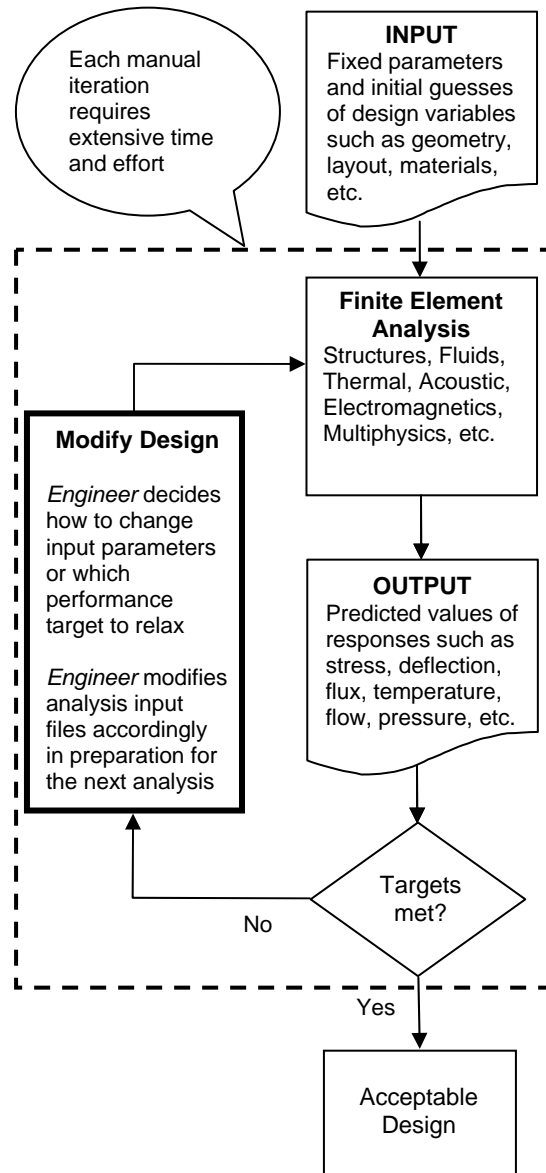 Each manual
iteration
requires
extensive time
and effort
INPUT
Fixed parameters
and initial guesses
of design variables
such as geometry,
layout, materials,
etc.
Finite Element
Analysis
Structures, Fluids,
Thermal, Acoustic,
Electromagnetics,
Multiphysics, etc.
Modify Design
Engineer decides
how to change
input parameters
or which
performance
target to relax
Engineer modifies
analysis input
files accordingly
in preparation for
the next analysis
OUTPUT
Predicted values of
responses such as
stress, deflection,
flux, temperature,
flow, pressure, etc.
Targets
met?
No
Yes
Acceptable
Design